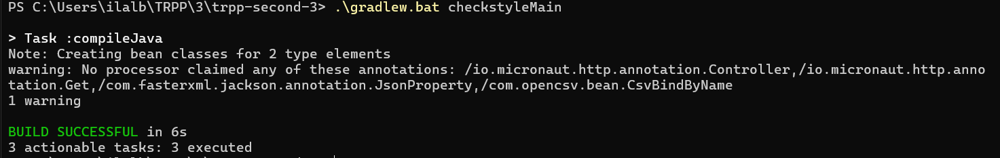 PS C:\Users\ilalb\TRPP\3\trpp-second-3> .\gradlew.bat checkstyleMain
> Task :compileJava
Note: Creating bean classes for 2 type elements
warning: No processor claimed any of these annotations: /io.micronaut.http.annotation.Controller,/io.micronaut.http.anno
tation.Get,/com.fasterxml.jackson.annotation.JsonProperty,/com.opencsv.bean.CsvBindByName
1 warning
BUILD SUCCESSFUL in 6s
3 actionable tasks: 3 executed